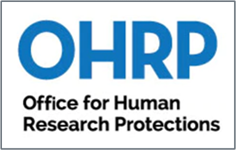 OHRP
Office for Human
Research Protections